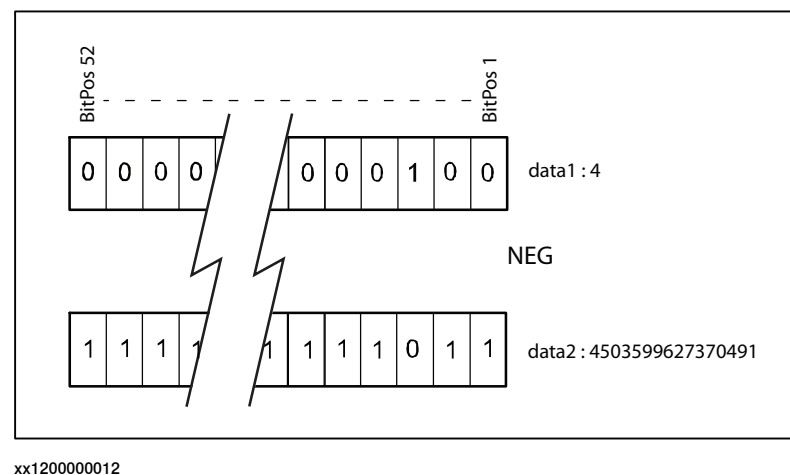 BitPos 52
BitPos 1
0 0 0 0 0 0 0 1 0 0 data1 : 4
NEG
1 1 1 1 1 1 1 1 0 1 1 data2 : 4503599627370491
xx1200000012